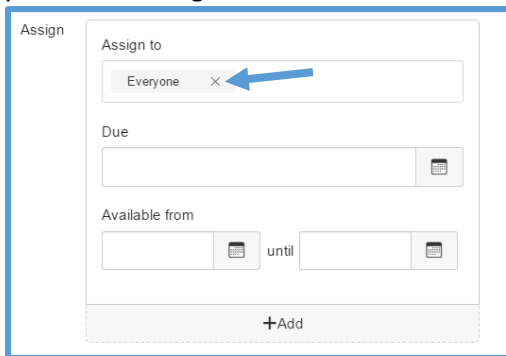 Assign
Assign to
Everyone ×
Due
Available from
until
+Add